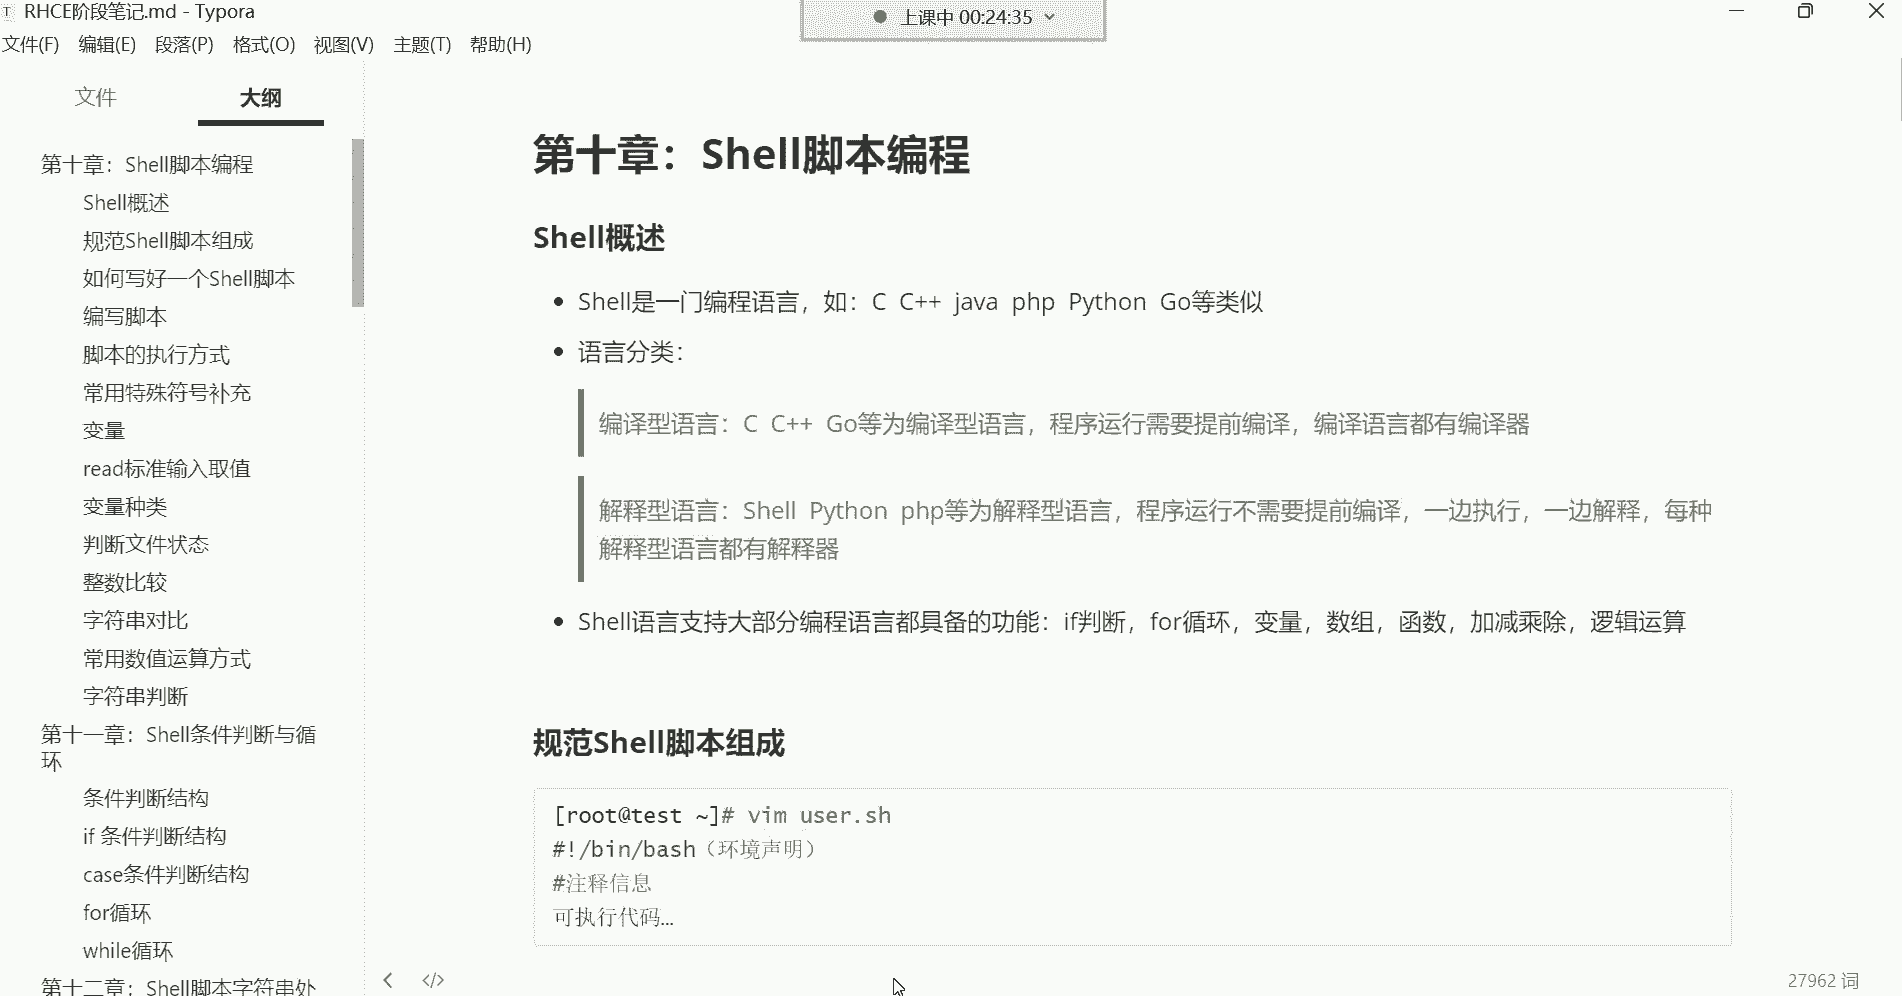 RHCE阶段笔记.md - Typora
上课中 00:24:35
文件(F) 编辑(E) 段落(P) 格式(O) 视图(V) 主题(T) 帮助(H)
文件 大纲
第十章：Shell脚本编程
Shell概述
规范Shell脚本组成
如何写好一个Shell脚本
编写脚本
脚本的执行方式
常用特殊符号补充
变量
read标准输入取值
变量种类
判断文件状态
整数比较
字符串对比
常用数值运算方式
字符串判断
第十一章：Shell条件判断与循
环
条件判断结构
if 条件判断结构
case条件判断结构
for循环
while循环
第十二章：Shell脚本字符串处
第十章：Shell脚本编程
Shell概述
Shell是一门编程语言，如：C C++ java php Python Go等类似
语言分类：
编译型语言：C C++ Go等为编译型语言，程序运行需要提前编译，编译语言都有编译器
解释型语言：Shell Python php等为解释型语言，程序运行不需要提前编译，一边执行，一边解释，每种
解释型语言都有解释器
Shell语言支持大部分编程语言都具备的功能：if判断，for循环，变量，数组，函数，加减乘除，逻辑运算
规范Shell脚本组成
[root@test ~]# vim user.sh
#!/bin/bash（环境声明）
#注释信息
可执行代码...
27962 词